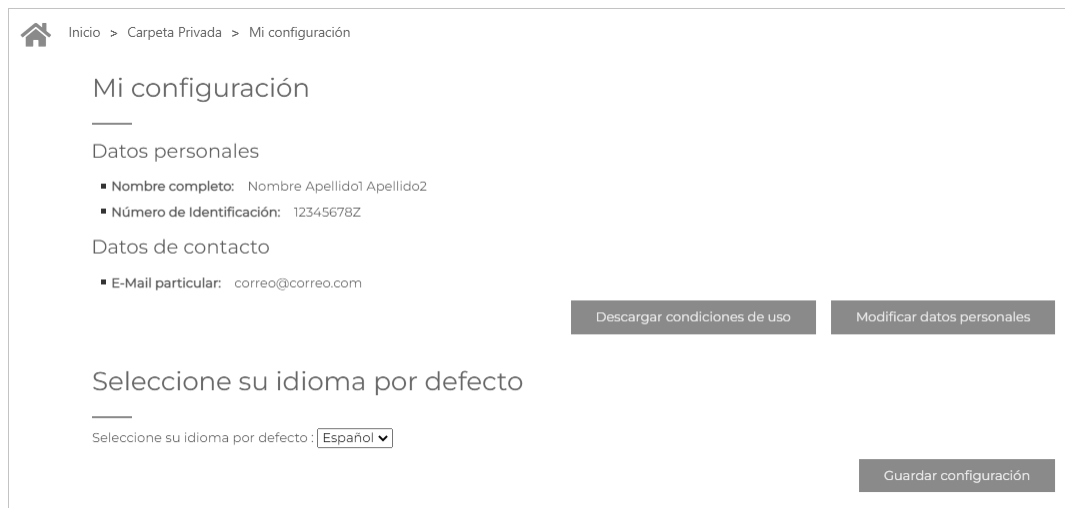 Inicio > Carpeta Privada > Mi configuración
Mi configuración
Datos personales
Nombre completo: Nombre Apellido1 Apellido2
Número de Identificación: 12345678Z
Datos de contacto
E-Mail particular: correo@correo.com
Descargar condiciones de uso Modificar datos personales
Seleccione su idioma por defecto
Seleccione su idioma por defecto : Español
Guardar configuración